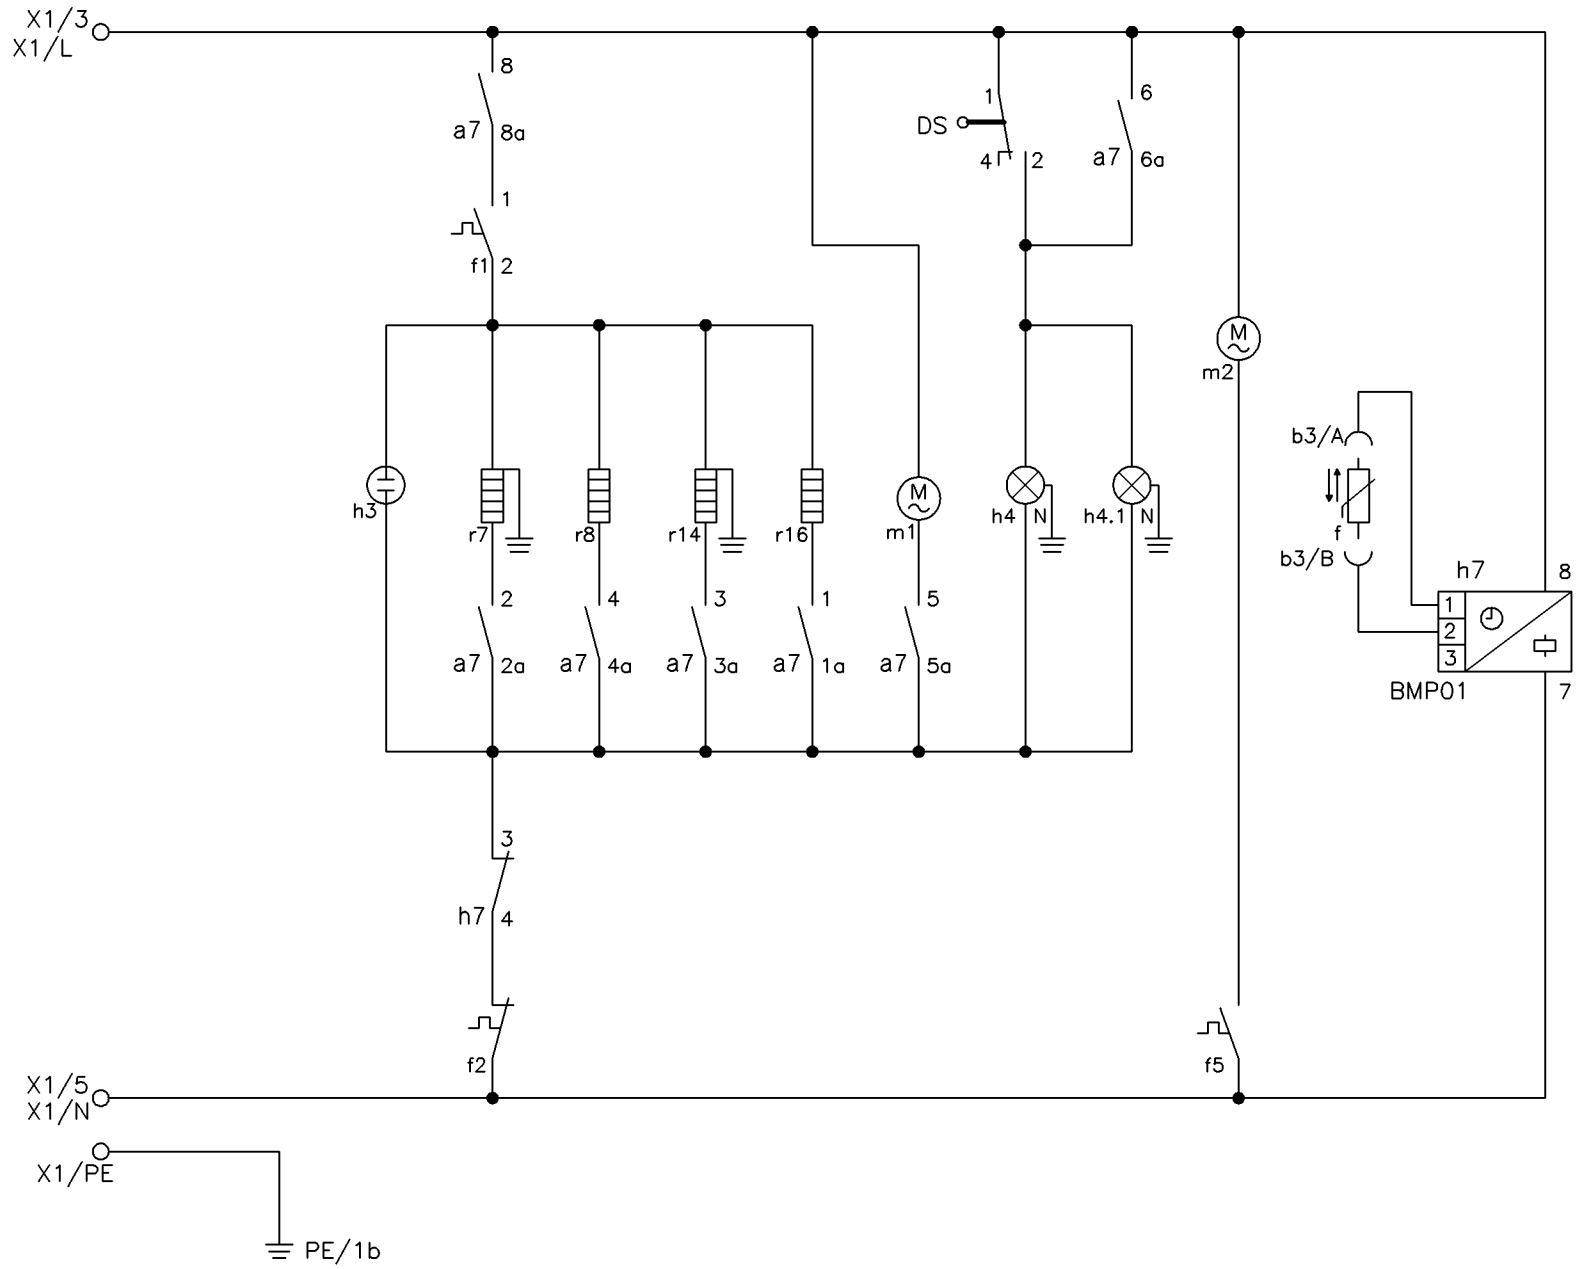 X1/3
X1/L
8
a7 8a
1
f1 2
1
DS
4 2
6
a7 6a
M
m2
h3
r7
r8
r14
r16
M
m1
h4 N
h4.1 N
b3/A
f
b3/B
h7 8
1
2
3
BMP01 7
2
a7 2a
4
a7 4a
3
a7 3a
1
a7 1a
5
a7 5a
3
h7 4
f2
f5
X1/5
X1/N
X1/PE
PE/1b